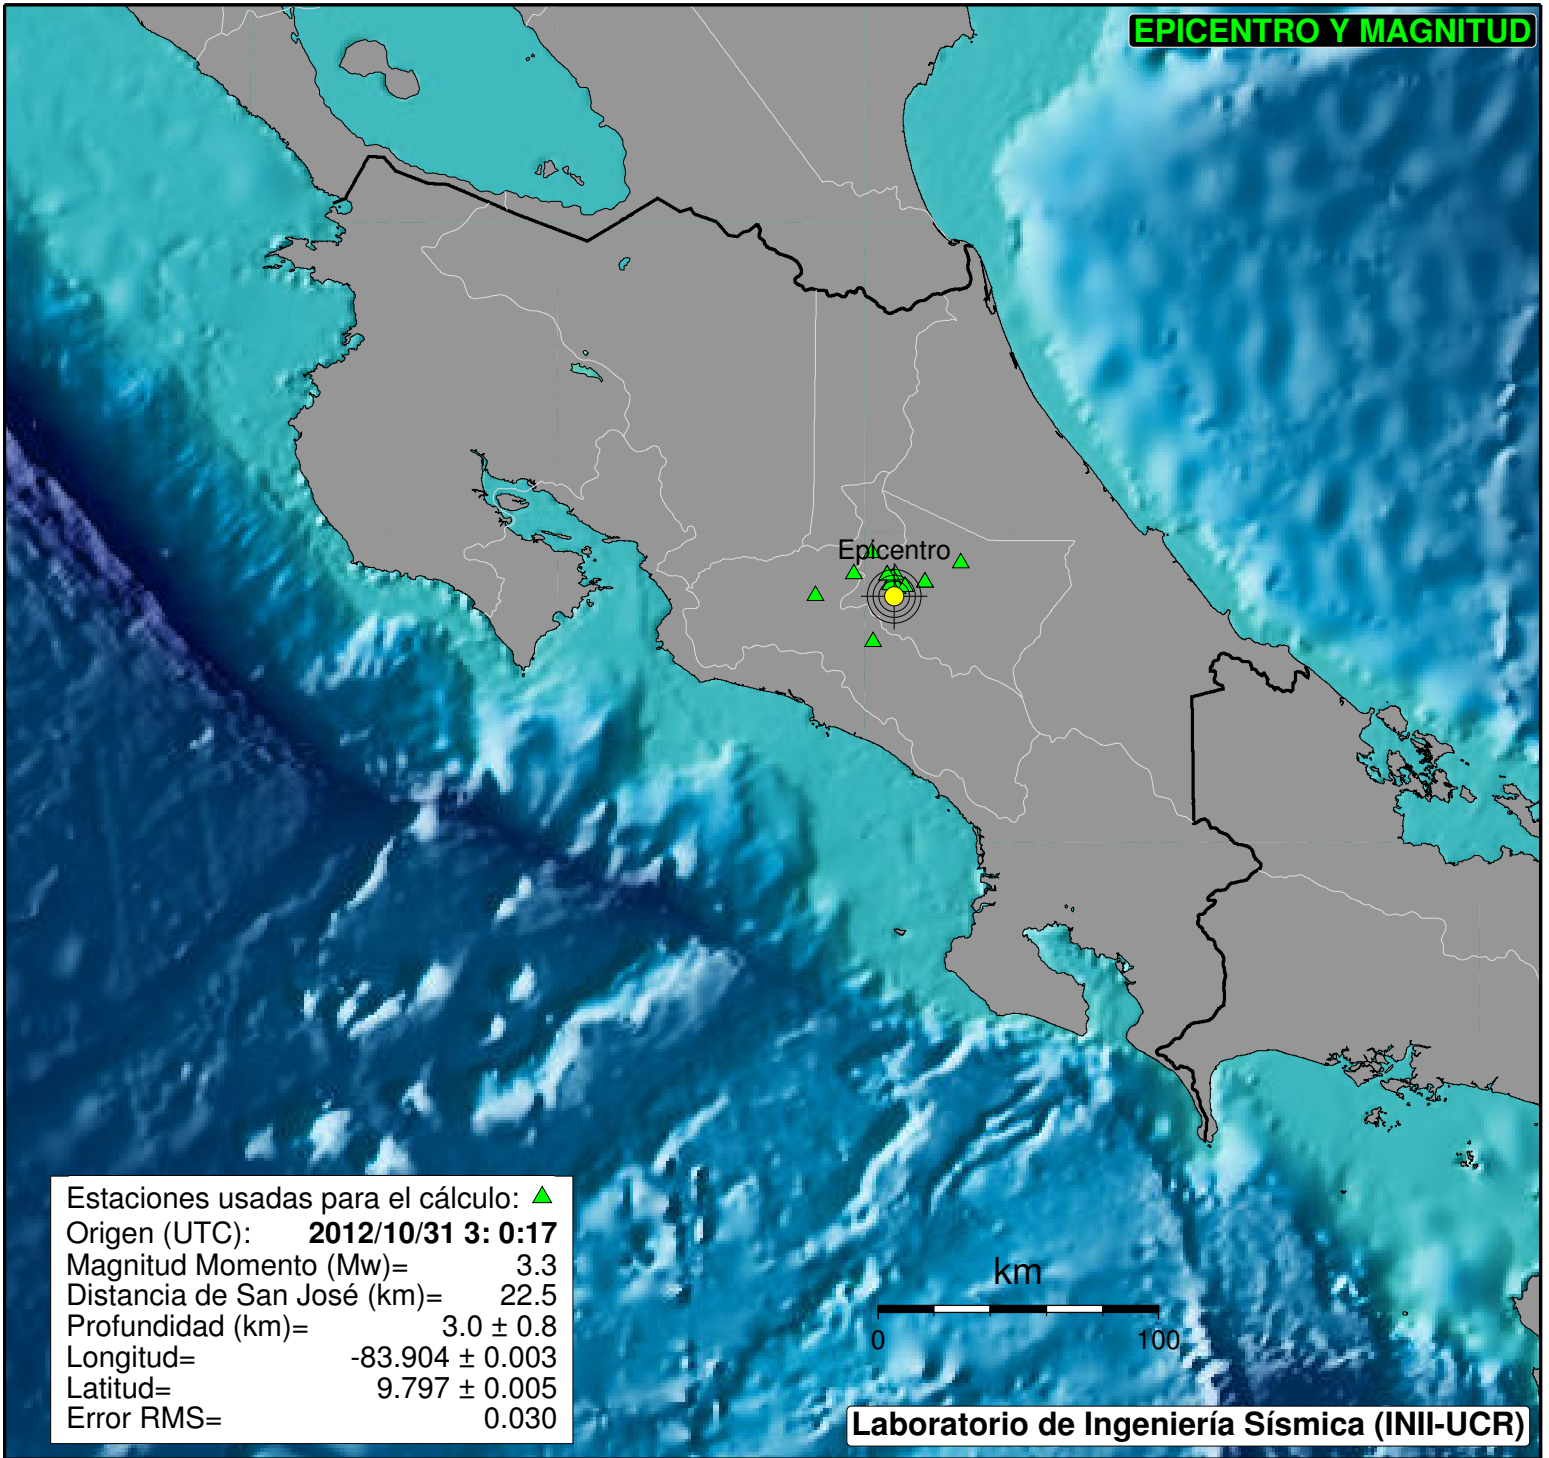 EPICENTRO Y MAGNITUD
Epicentro
Estaciones usadas para el cálculo:
Origen (UTC): 2012/10/31 3: 0:17
Magnitud Momento (Mw)= 3.3
Distancia de San José (km)= 22.5
Profundidad (km)= 3.0 ± 0.8
Longitud= -83.904 ± 0.003
Latitud= 9.797 ± 0.005
Error RMS= 0.030
km
0 100
Laboratorio de Ingeniería Sísmica (INII-UCR)